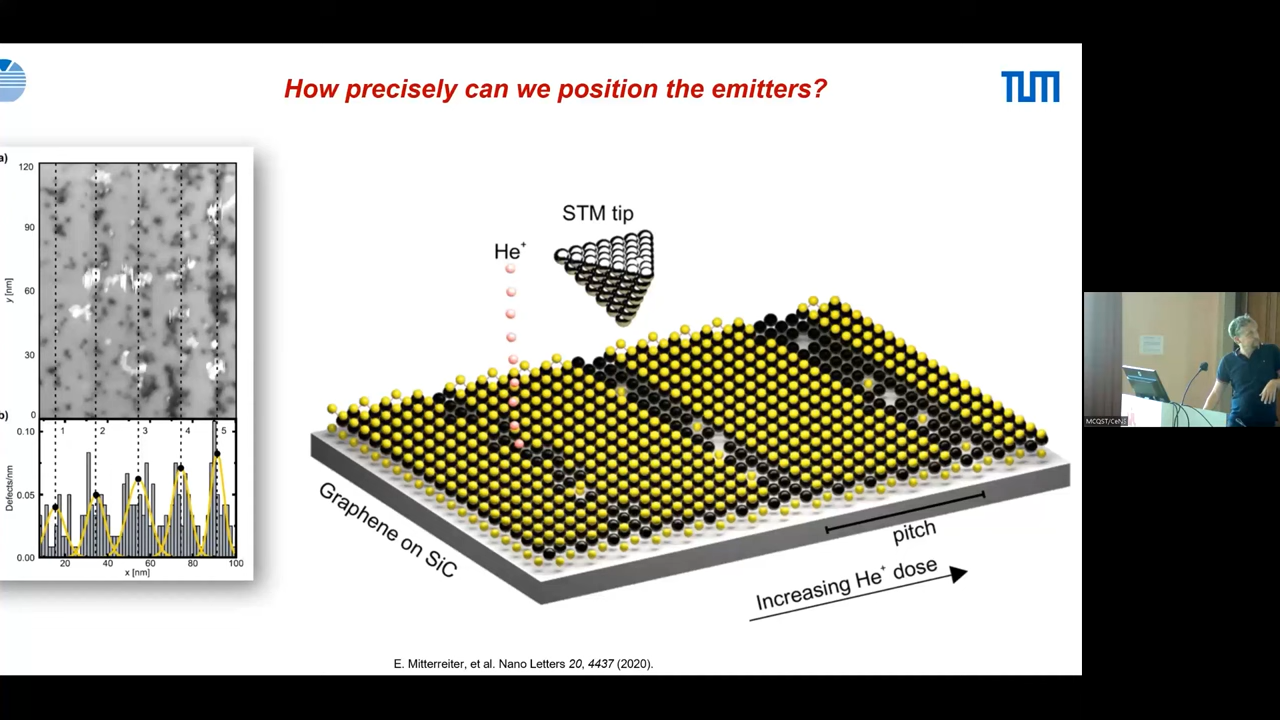 How precisely can we position the emitters?
TUM
a)
120
90
60
30
0
y [nm]
b)
0.10
0.05
0.00
Defects/nm
1
2
3
4
5
20
40
60
80
100
x [nm]
STM tip
He+
Graphene on SiC
pitch
Increasing He+ dose
E. Mitterreiter, et al. Nano Letters 20, 4437 (2020).
MCQST/CeNS